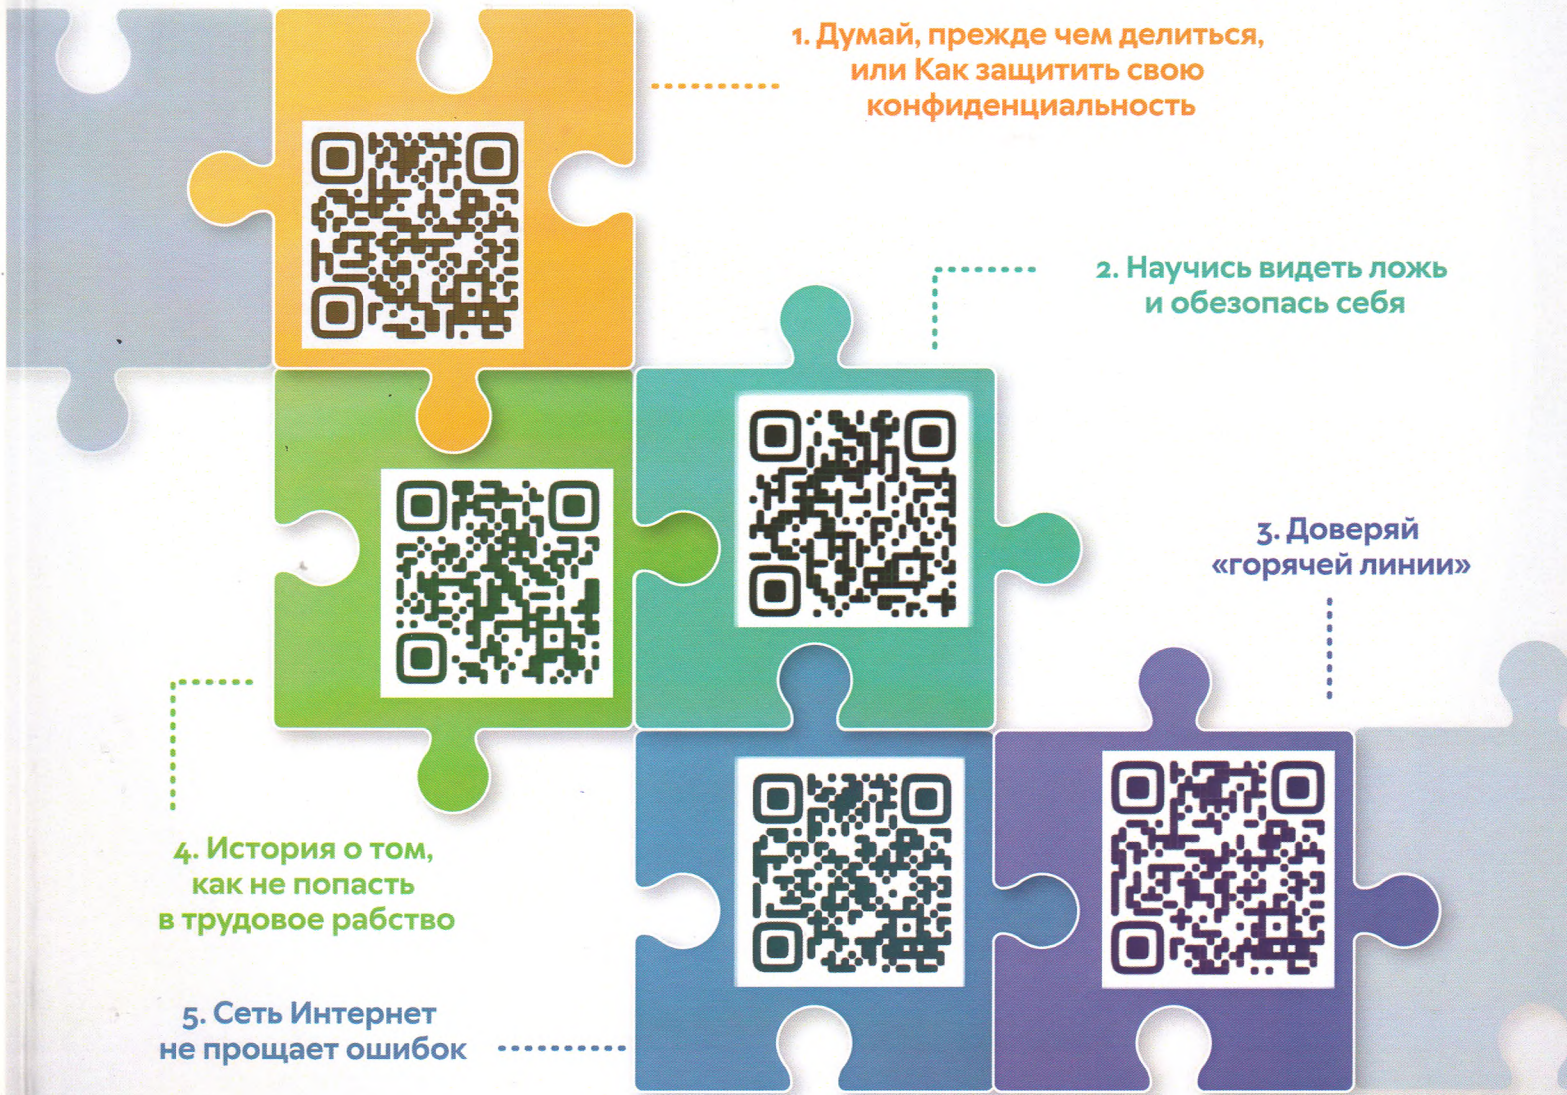 1. Думай, прежде чем делиться,
или Как защитить свою
конфиденциальность
2. Научись видеть ложь
и обезопась себя
3. Доверяй
«горячей линии»
4. История о том,
как не попасть
в трудовое рабство
5. Сеть Интернет
не прощает ошибок